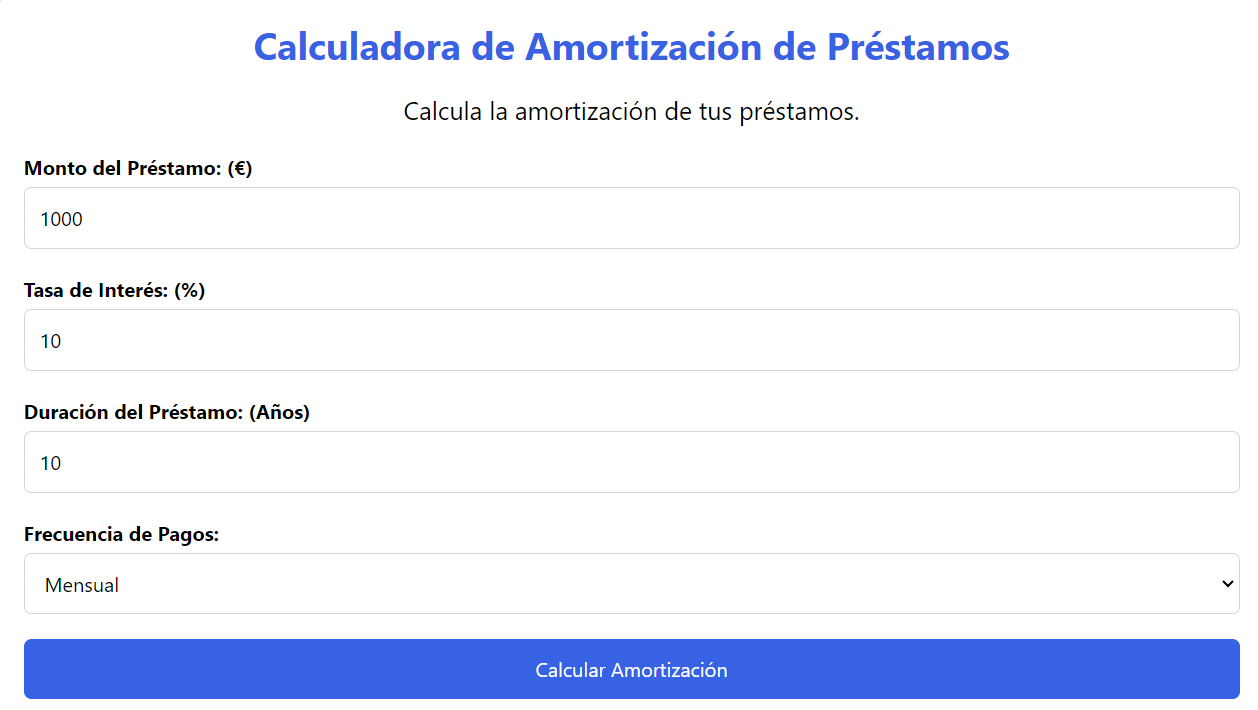 Calculadora de Amortización de Préstamos
Calcula la amortización de tus préstamos.
Monto del Préstamo: (€)
1000
Tasa de Interés: (%)
10
Duración del Préstamo: (Años)
10
Frecuencia de Pagos:
Mensual
Calcular Amortización